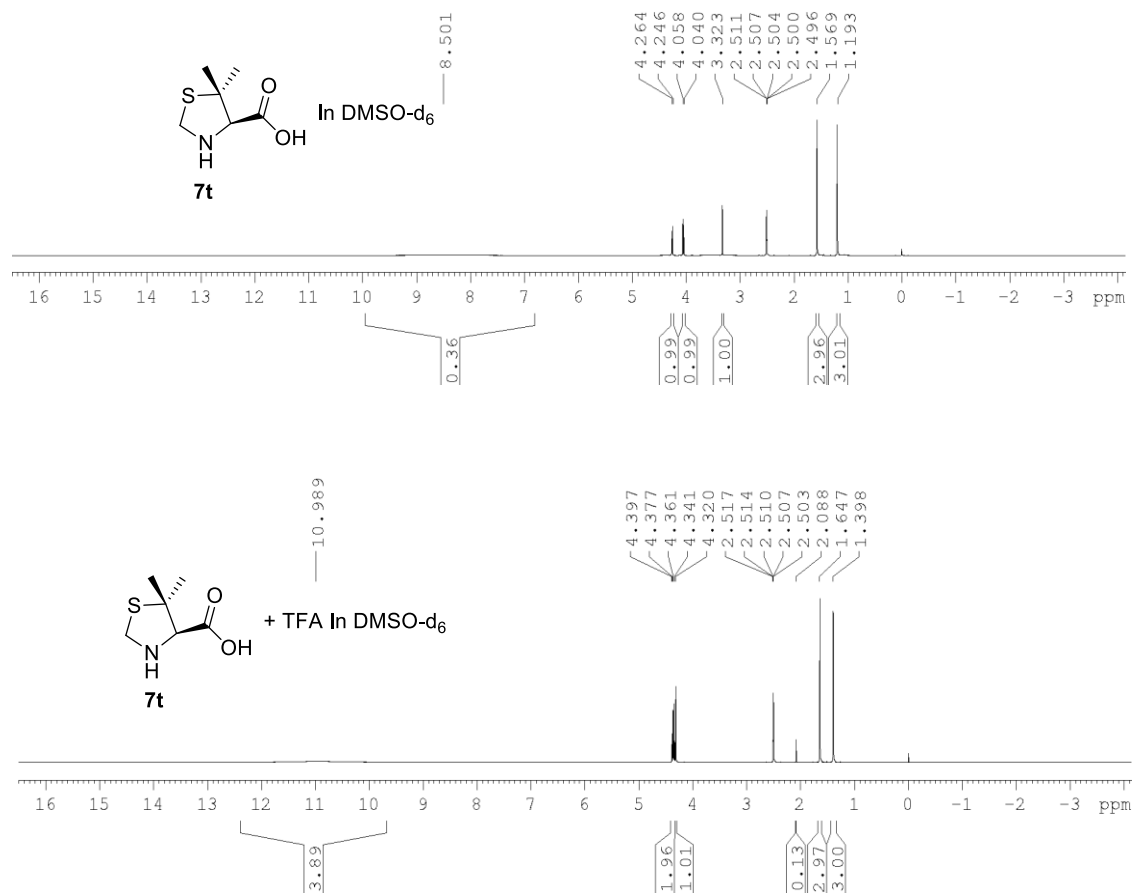 8.501
4.264
4.246
4.058
4.040
3.323
2.511
2.507
2.504
2.500
2.496
1.569
1.193
S
O
OH
N
H
In DMSO-d6
7t
16 15 14 13 12 11 10 9 8 7 6 5 4 3 2 1 0 −1 −2 −3 ppm
0.36
0.99
0.99
1.00
2.96
3.01
10.989
4.397
4.377
4.361
4.341
4.320
2.517
2.514
2.510
2.507
2.503
2.088
1.647
1.398
S
O
OH
N
H
+ TFA In DMSO-d6
7t
16 15 14 13 12 11 10 9 8 7 6 5 4 3 2 1 0 −1 −2 −3 ppm
3.89
1.96
1.01
0.13
2.97
3.00